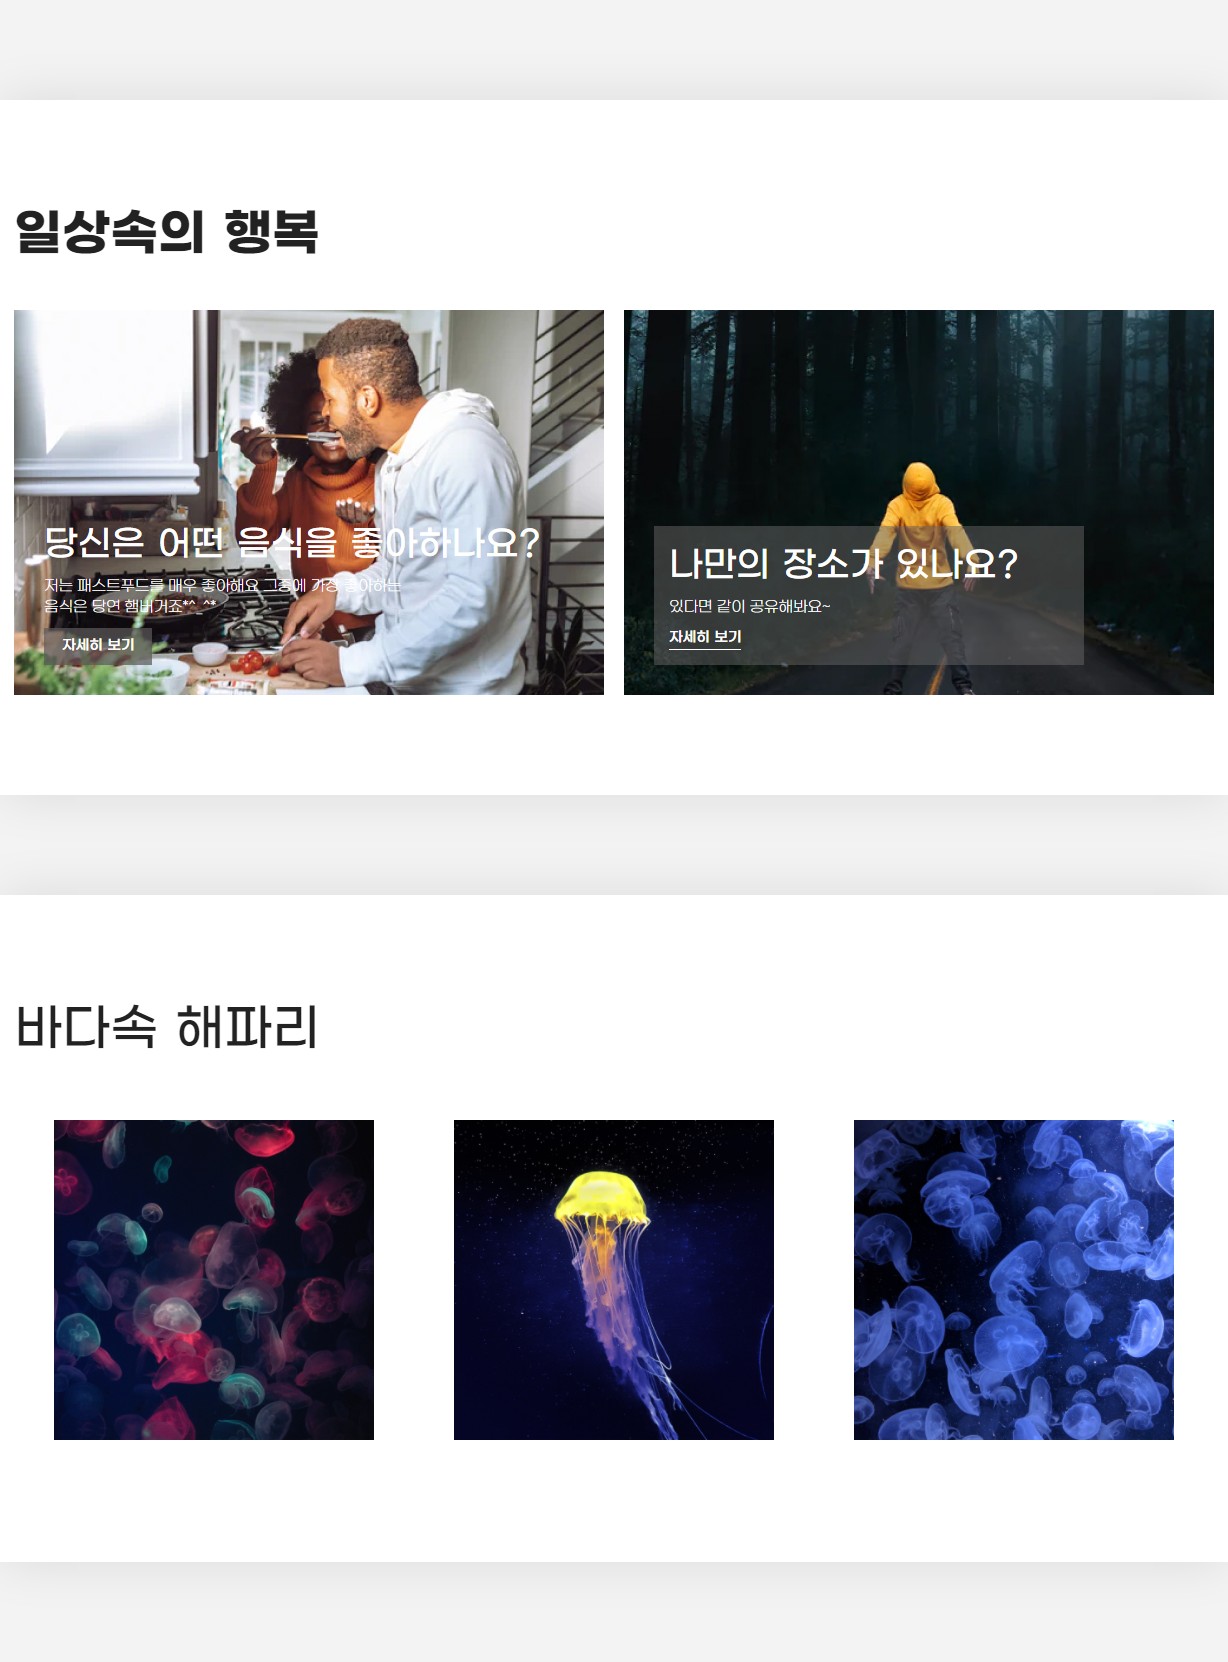 일상속의 행복
당신은 어떤 음식을 좋아하나요?
저는 패스트푸드를 매우 좋아해요 그중에 가장 좋아하는
음식은 당연 햄버거죠*^_^*
자세히 보기
나만의 장소가 있나요?
있다면 같이 공유해봐요~
자세히 보기
바다속 해파리